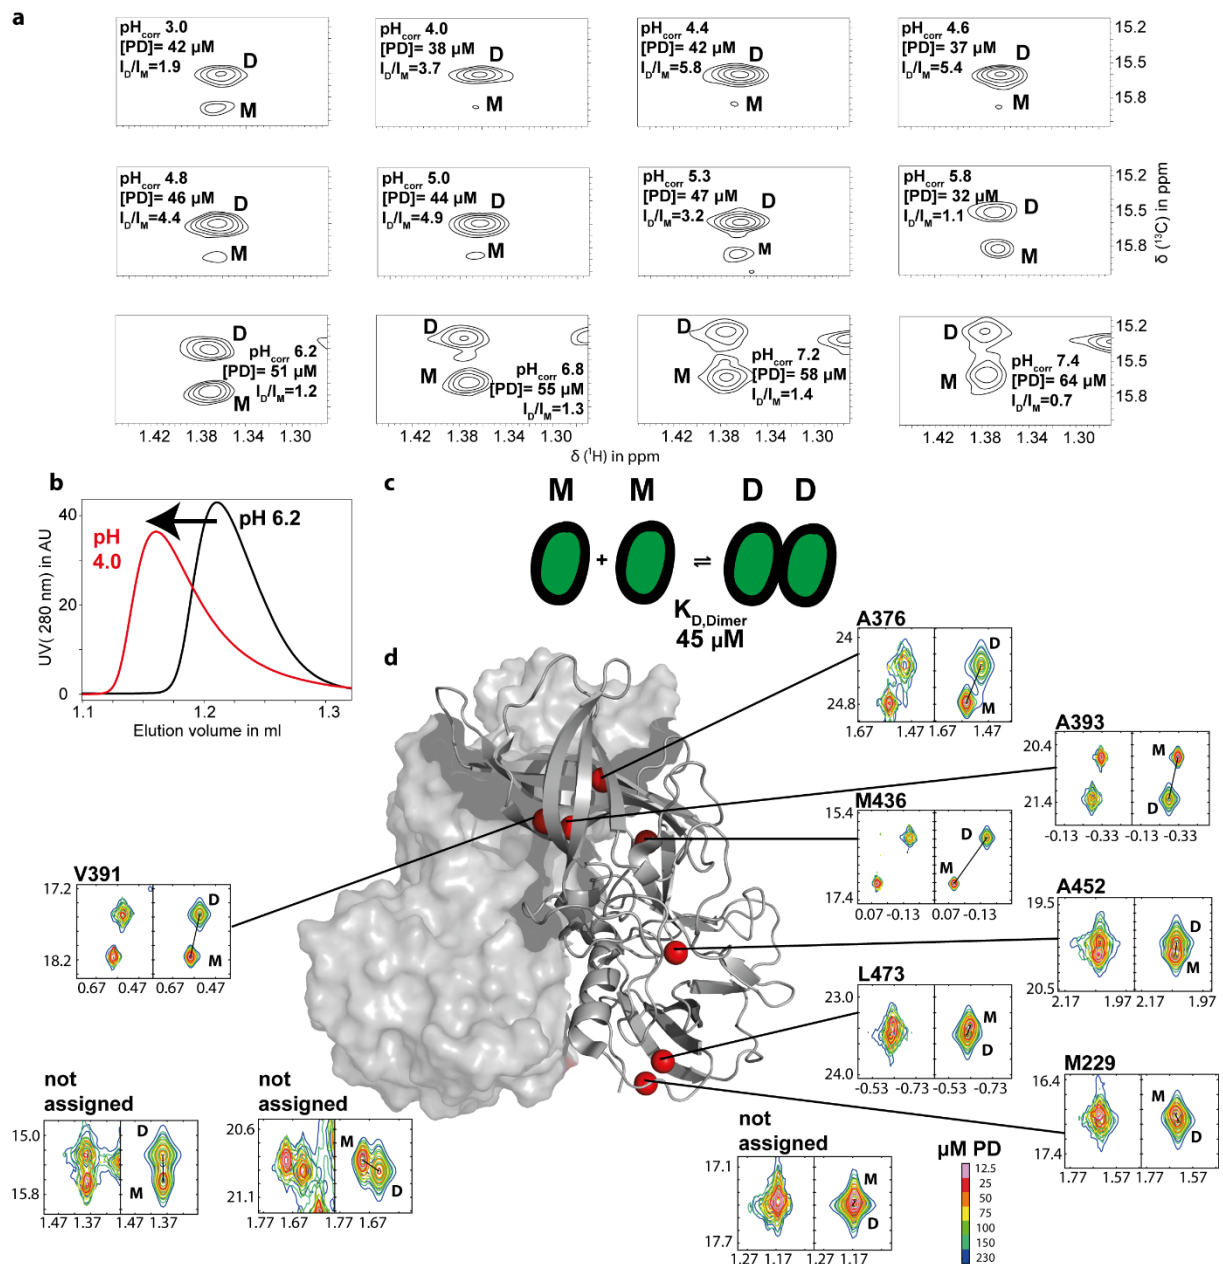 a
pHcorr 3.0
[PD]= 42 µM
ID/IM=1.9
D
M
pHcorr 4.0
[PD]= 38 µM
ID/IM=3.7
D
M
pHcorr 4.4
[PD]= 42 µM
ID/IM=5.8
D
M
pHcorr 4.6
[PD]= 37 µM
ID/IM=5.4
D
M
15.2
15.5
15.8
pHcorr 4.8
[PD]= 46 µM
ID/IM=4.4
D
M
pHcorr 5.0
[PD]= 44 µM
ID/IM=4.9
D
M
pHcorr 5.3
[PD]= 47 µM
ID/IM=3.2
D
M
pHcorr 5.8
[PD]= 32 µM
ID/IM=1.1
D
M
15.2
15.5
15.8
δ (¹³C) in ppm
D
pHcorr 6.2
[PD]= 51 µM
ID/IM=1.2
M
D
M
pHcorr 6.8
[PD]= 55 µM
ID/IM=1.3
D
M
pHcorr 7.2
[PD]= 58 µM
ID/IM=1.4
D
M
pHcorr 7.4
[PD]= 64 µM
ID/IM=0.7
15.2
15.5
15.8
1.42 1.36 1.30
1.42 1.36 1.30
1.42 1.36 1.30
1.42 1.36 1.30
δ (¹H) in ppm
b
40
20
0
UV( 280 nm) in AU
pH 6.2
pH
4.0
1.1 1.2 1.3
Elution volume in ml
c
M M D D
+ ⇌
KD,Dimer
45 µM
d
A376
24
24.8
D
M
1.67 1.47 1.67 1.47
A393
20.4
21.4
M
D
-0.13 -0.33 -0.13 -0.33
M436
15.4
17.4
D
M
0.07 -0.13 0.07 -0.13
V391
17.2
18.2
D
M
0.67 0.47 0.67 0.47
A452
19.5
20.5
D
M
2.17 1.97 2.17 1.97
L473
23.0
24.0
M
D
-0.53 -0.73 -0.53 -0.73
M229
16.4
17.4
M
D
1.77 1.57 1.77 1.57
not
assigned
15.0
15.8
D
M
1.47 1.37 1.47 1.37
not
assigned
20.6
21.1
M
D
1.77 1.67 1.77 1.67
not
assigned
17.1
17.7
M
D
1.27 1.17 1.27 1.17
µM PD
12.5
25
50
75
100
150
230